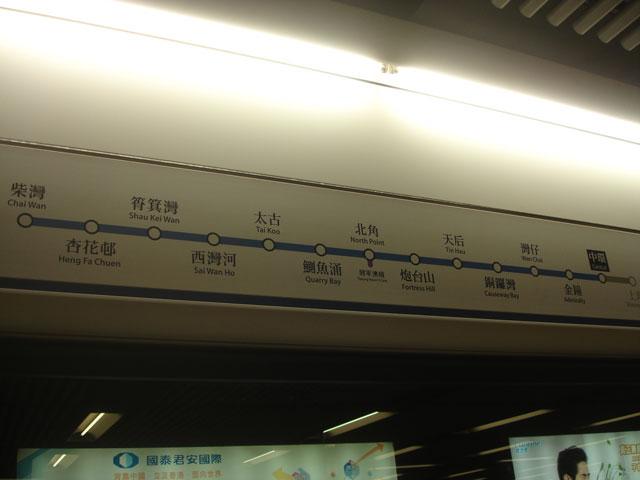 柴灣
Chai Wan
杏花邨
Heng Fa Chuen
筲箕灣
Shau Kei Wan
西灣河
Sai Wan Ho
太古
Tai Koo
鰂魚涌
Quarry Bay
北角
North Point
炮台山
Fortress Hill
天后
Tin Hau
銅鑼灣
Causeway Bay
灣仔
Wan Chai
金鐘
Admiralty
中環
Central
國泰君安國際